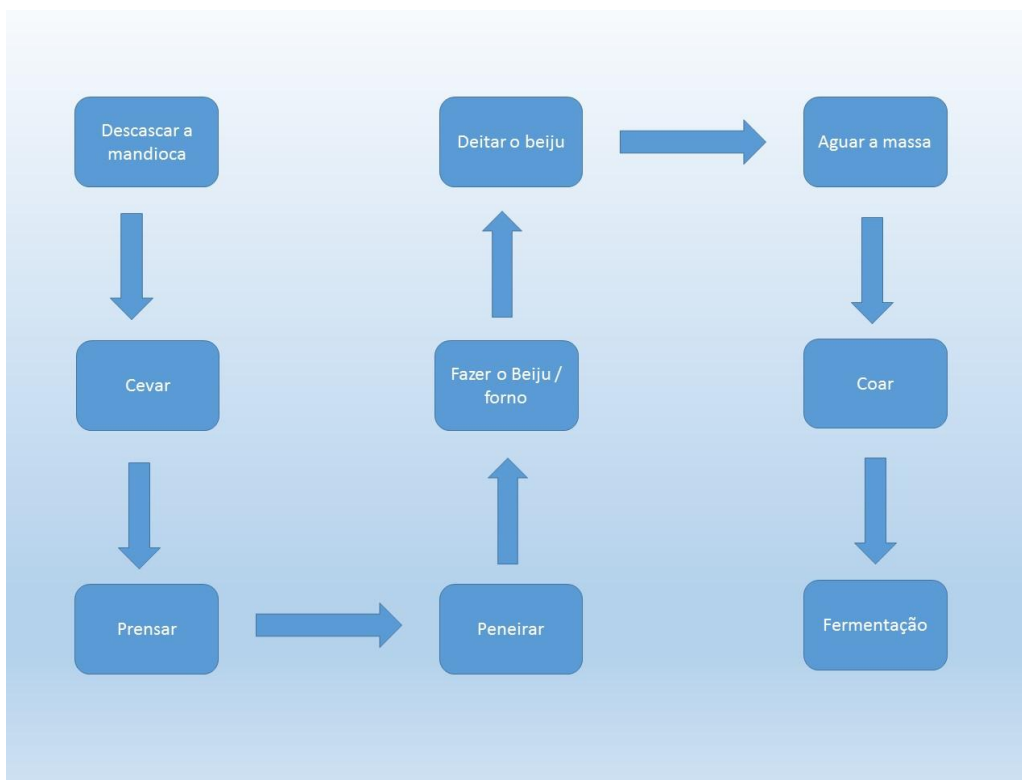 Descascar a
mandioca
Cevar
Prensar
Peneirar
Fazer o Beiju /
forno
Deitar o beiju
Aguar a massa
Coar
Fermentação